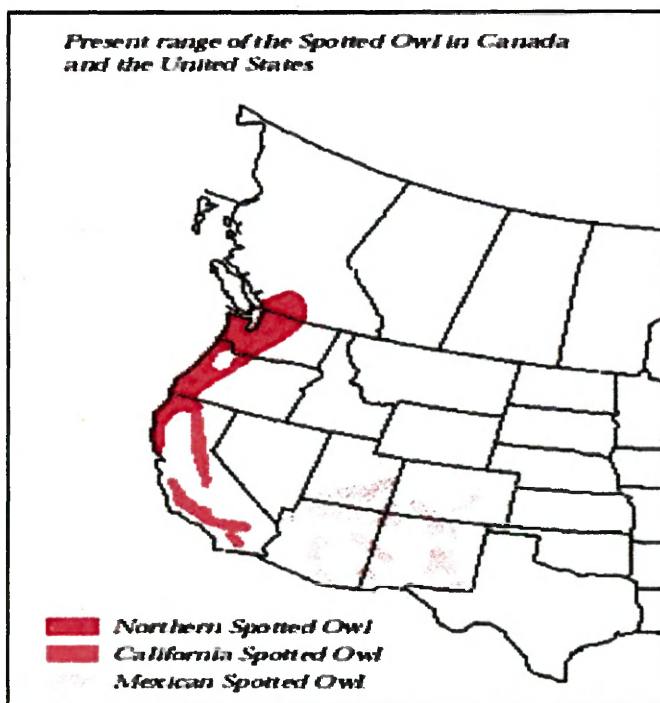 Present range of the Spotted Owl in Canada
and the United States
Northern Spotted Owl
California Spotted Owl
Mexican Spotted Owl